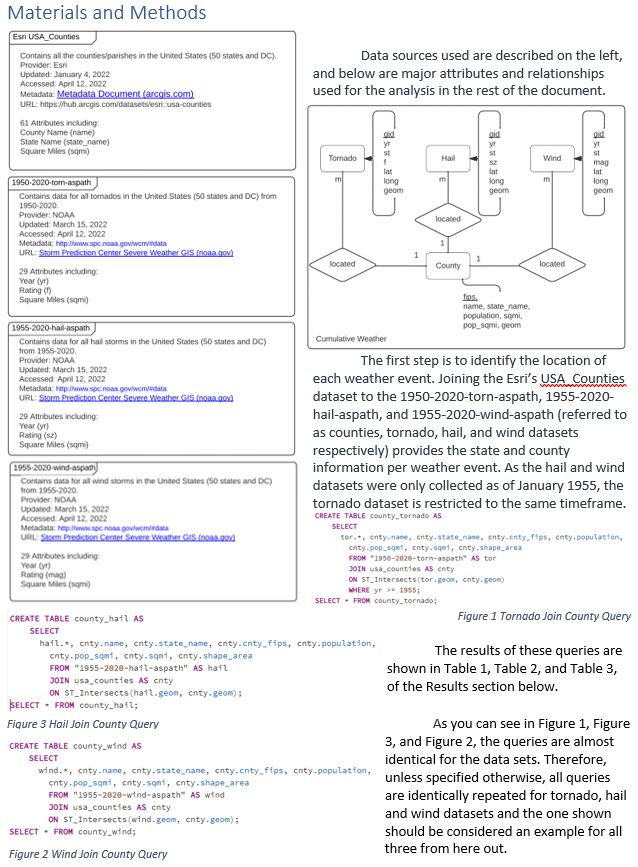 Materials and Methods
Esri USA_Counties
Contains all the counties/parishes in the United States (50 states and DC).
Provider: Esri
Updated: January 4, 2022
Accessed: April 12, 2022
Metadata: Metadata Document (arcgis.com)
URL: https://hub.arcgis.com/datasets/esri::usa-counties
61 Attributes including:
County Name (name)
State Name (state_name)
Square Miles (sqmi)
1950-2020-torn-aspath
Contains data for all tornados in the United States (50 states and DC) from
1950-2020.
Provider: NOAA
Updated: March 15, 2022
Accessed: April 12, 2022
Metadata: http://www.spc.noaa.gov/wcm/#data
URL: Storm Prediction Center Severe Weather GIS (noaa.gov)
29 Attributes including:
Year (yr)
Rating (f)
Square Miles (sqmi)
1955-2020-hail-aspath
Contains data for all hail storms in the United States (50 states and DC)
from 1955-2020.
Provider: NOAA
Updated: March 15, 2022
Accessed: April 12, 2022
Metadata: http://www.spc.noaa.gov/wcm/#data
URL: Storm Prediction Center Severe Weather GIS (noaa.gov)
29 Attributes including:
Year (yr)
Rating (sz)
Square Miles (sqmi)
1955-2020-wind-aspath
Contains data for all wind storms in the United States (50 states and DC)
from 1955-2020.
Provider: NOAA
Updated: March 15, 2022
Accessed: April 12, 2022
Metadata: http://www.spc.noaa.gov/wcm/#data
URL: Storm Prediction Center Severe Weather GIS (noaa.gov)
29 Attributes including:
Year (yr)
Rating (mag)
Square Miles (sqmi)
Data sources used are described on the left,
and below are major attributes and relationships
used for the analysis in the rest of the document.
Tornado
gid
yr
st
f
lat
long
geom
Hail
gid
yr
st
sz
lat
long
geom
Wind
gid
yr
st
mag
lat
long
geom
m
m
m
located
located
located
1
1
1
County
fips,
name, state_name,
population, sqmi,
pop_sqmi, geom
Cumulative Weather
The first step is to identify the location of
each weather event. Joining the Esri's USA_Counties
dataset to the 1950-2020-torn-aspath, 1955-2020-
hail-aspath, and 1955-2020-wind-aspath (referred to
as counties, tornado, hail, and wind datasets
respectively) provides the state and county
information per weather event. As the hail and wind
datasets were only collected as of January 1955, the
tornado dataset is restricted to the same timeframe.
CREATE TABLE county_tornado AS
SELECT
tor.*, cnty.name, cnty.state_name, cnty.cnty_fips, cnty.population,
cnty.pop_sqmi, cnty.sqmi, cnty.shape_area
FROM "1950-2020-torn-aspath" AS tor
JOIN usa_counties AS cnty
ON ST_Intersects(tor.geom, cnty.geom)
WHERE yr >= 1955;
SELECT * FROM county_tornado;
Figure 1 Tornado Join County Query
CREATE TABLE county_hail AS
SELECT
hail.*, cnty.name, cnty.state_name, cnty.cnty_fips, cnty.population,
cnty.pop_sqmi, cnty.sqmi, cnty.shape_area
FROM "1955-2020-hail-aspath" AS hail
JOIN usa_counties AS cnty
ON ST_Intersects(hail.geom, cnty.geom);
SELECT * FROM county_hail;
Figure 3 Hail Join County Query
CREATE TABLE county_wind AS
SELECT
wind.*, cnty.name, cnty.state_name, cnty.cnty_fips, cnty.population,
cnty.pop_sqmi, cnty.sqmi, cnty.shape_area
FROM "1955-2020-wind-aspath" AS wind
JOIN usa_counties AS cnty
ON ST_Intersects(wind.geom, cnty.geom);
SELECT * FROM county_wind;
Figure 2 Wind Join County Query
The results of these queries are
shown in Table 1, Table 2, and Table 3,
of the Results section below.
As you can see in Figure 1, Figure
3, and Figure 2, the queries are almost
identical for the data sets. Therefore,
unless specified otherwise, all queries
are identically repeated for tornado, hail
and wind datasets and the one shown
should be considered an example for all
three from here out.